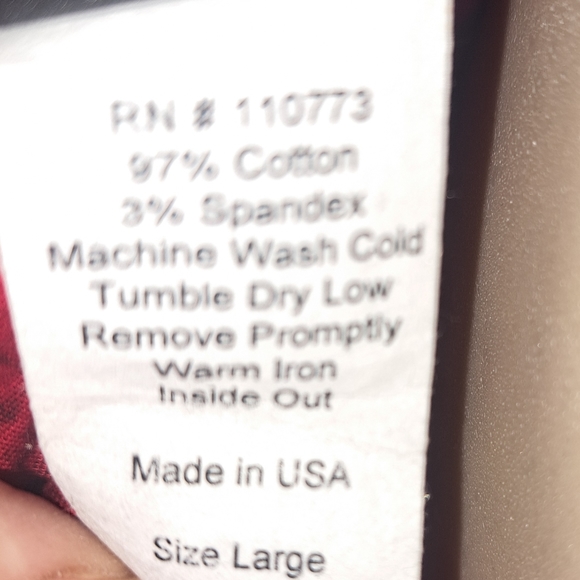 RN # 110773
97% Cotton
3% Spandex
Machine Wash Cold
Tumble Dry Low
Remove Promptly
Warm Iron
Inside Out
Made in USA
Size Large